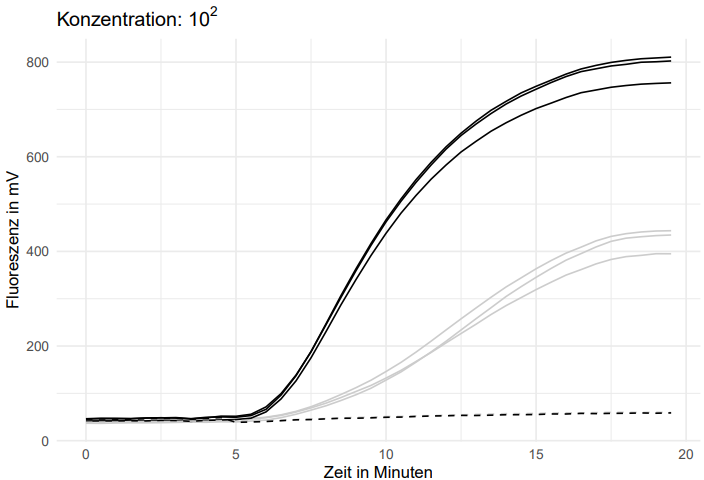 Konzentration: 10²
Fluoreszenz in mV
800
600
400
200
0
0 5 10 15 20
Zeit in Minuten